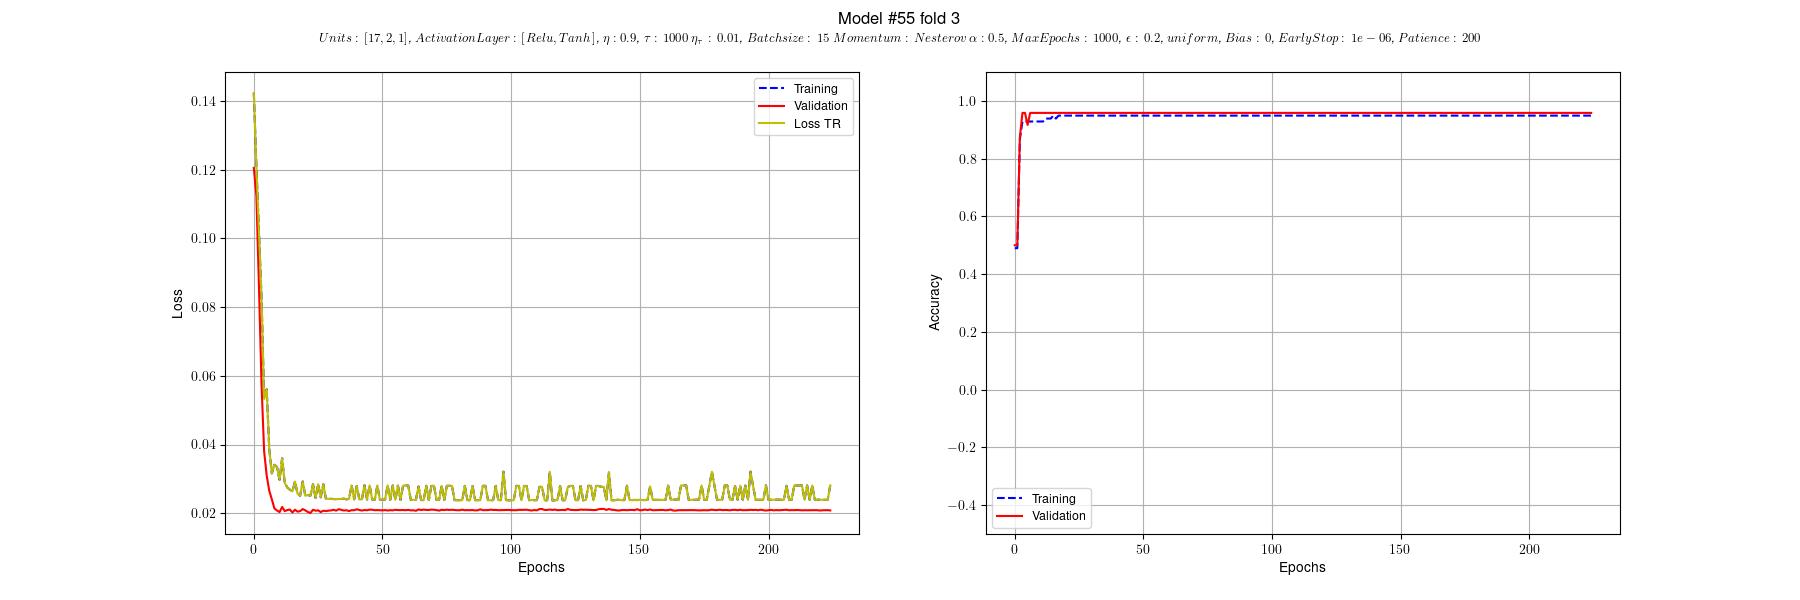 Model #55 fold 3
Units : [17, 2, 1], ActivationLayer : [Relu, Tanh], η : 0.9, τ : 1000 ητ : 0.01, Batchsize : 15 Momentum : Nesterov α : 0.5, MaxEpochs : 1000, ϵ : 0.2, uniform, Bias : 0, EarlyStop : 1e − 06, Patience : 200
Training
Validation
Loss TR
0.14
0.12
0.10
0.08
0.06
0.04
0.02
Loss
0 50 100 150 200
Epochs
1.0
0.8
0.6
0.4
0.2
0.0
−0.2
−0.4
Accuracy
Training
Validation
0 50 100 150 200
Epochs